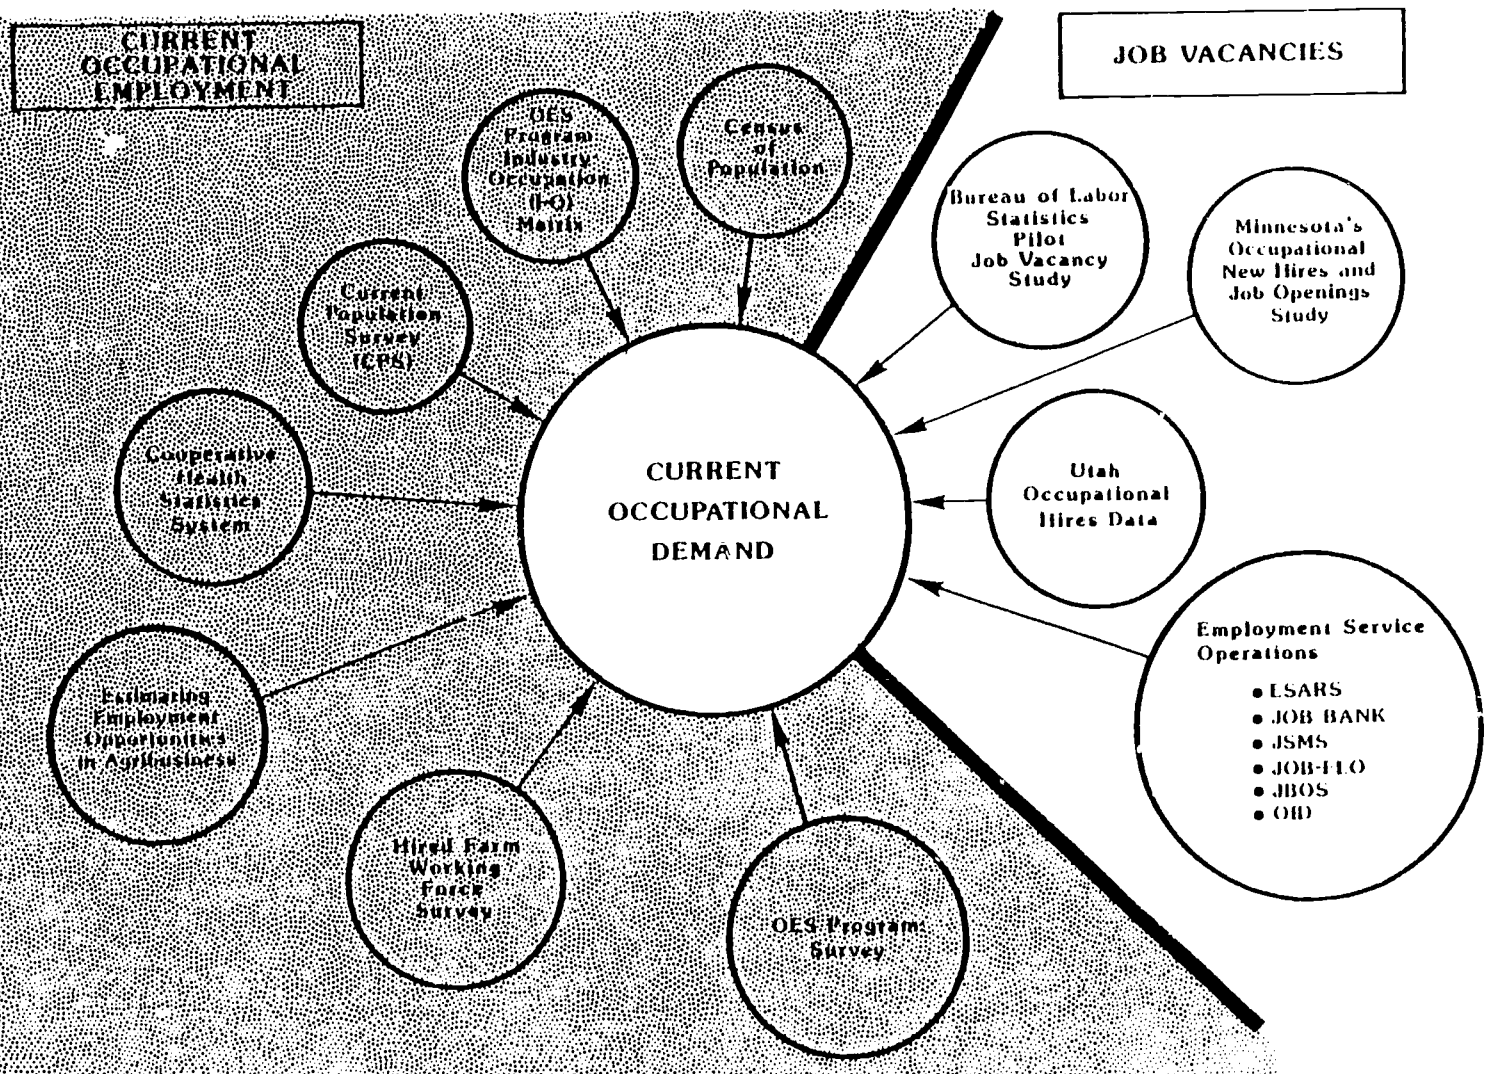 CURRENT
OCCUPATIONAL
EMPLOYMENT
JOB VACANCIES
OES
Program
Industry-
Occupation
(I-O)
Matrix
Census
of
Population
Current
Population
Survey
(CPS)
Cooperative
Health
Statistics
System
Estimating
Employment
Opportunities
in Agribusiness
Hired Farm
Working
Force
Survey
OES Program
Survey
CURRENT
OCCUPATIONAL
DEMAND
Bureau of Labor
Statistics
Pilot
Job Vacancy
Study
Minnesota's
Occupational
New Hires and
Job Openings
Study
Utah
Occupational
Hires Data
Employment Service
Operations
• ESARS
• JOB BANK
• JSMS
• JOB-FLO
• JBOS